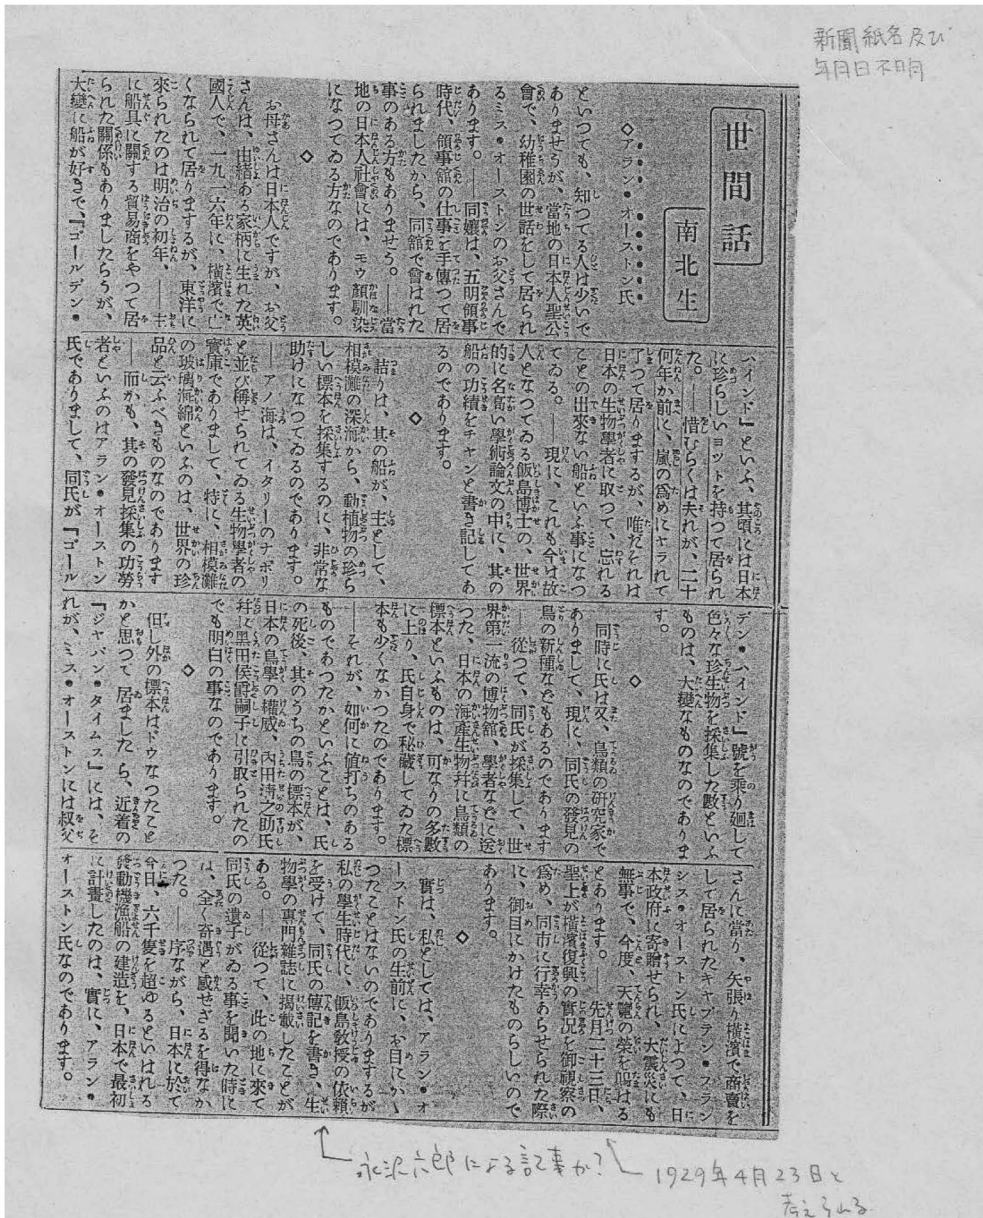 新聞紙名及び
年月日不明
世間話
南北生
◇アラン・オーストン氏
といつても、知つてる人は少いで
ありませうが、當地の日本人聖公
會で、幼稚園の世話をして居られ
るミス・オーストンのお父さんで
あります。――同孃は、五明領事
時代、領事館の仕事を手傳つて居
られましたから、同館で會はれた
事のある方もありませう。――當
地の日本人社會には、モウ顏馴染
になつてゐる方なのであります。
◇
お母さんは日本人ですが、お父
さんは、由緒ある家柄に生れた英
國人で、一九一六年に、橫濱で亡
くなられて居りまするが、東洋に
來られたのは明治の初年、――主
に船具に關する貿易商をやつて居
られた關係もありましたらうが、
大變に船が好きで、『ゴールデン・
ハインド』といふ、其頃には日本
に珍らしいヨットを持つて居られ
た。――惜むらくは夫れが、二十
何年か前に、嵐の爲めにヤラれて
了つて居りまするが、唯だそれは
日本の生物學者に取つて、忘れる
ことの出來ない船といふ事になつ
てゐる。――現に、これも今は故
人となつてゐる飯島博士の、世界
的に名高い學術論文の中に、其の
船の功績をチャンと書き記してあ
るのであります。
◇
詰りは、其の船が、主として、
相模灘の深海から、動植物の珍ら
しい標本を採集するのに、非常な
助けになつてゐるのであります。
――アノ海は、イタリーのナポリ
と並び稱せられてゐる生物學者の
寶庫でありまして、特に、相模灘
の玻璃海綿といふのは、世界の珍
品と云ふべきものなのであります
――而かも、其の發見採集の功勞
者といふのはアラン・オーストン
氏でありまして、同氏が『ゴール
デン・ハインド』號を乘り廻して
色々な珍生物を採集した數といふ
ものは、大變なものなのでありま
す。
◇
同時に氏は又、鳥類の研究家で
ありまして、現に、同氏の發見の
鳥の新種などもあるのであります
――從つて、同氏が採集して、世
界第一流の博物館、學者などに送
つた、日本の海產生物幷に鳥類の
標本といふものは、可なりの多數
に上り、氏自身で秘藏してゐた標
本も少くなかつたのであります。
――それが、如何に値打ちのある
ものであつたかといふことは、氏
の死後、其のうちの鳥の標本が、
日本の鳥學の權威、內田淸之助氏
幷に黑田侯爵嗣子に引取られたの
でも明白の事なのであります。
◇
但し外の標本はドウなつたこと
かと思つて 居ました ら、近着の
『ジャパン・タイムス』には、そ
れが、ミス・オーストンには叔父
さんに當り、矢張り橫濱で商賣を
して居られたキャプテン・フラン
シス・オーストン氏によつて、日
本政府に寄贈せられ、大震火にも
無事で、今度、天覽の榮を賜はる
とあります。――先月二十三日、
聖上が橫濱復興の實況を御視察の
爲め、同市に行幸あらせられた際
に、御目にかけたものらしいので
あります。
◇
實は、私としては、アラン・オ
ーストン氏の生前に、お目にかゝ
つたことはないのでありまするが
私の學生時代に、飯島敎授の依賴
を受けて、同氏の傳記を書き、生
物學の專門雜誌に揭載したことが
ある。――從つて、此の地に來て
同氏の遺子がゐる事を聞いた時に
は、全く奇遇と感ぜざるを得なか
つた。――序ながら、日本に於て
今日、六千隻を超ゆるといはれる
發動機漁船の建造を、日本で最初
に計畫したのは、實に、アラン・
オーストン氏なのであります。
永沢六郎による記事か?
1929年4月23日と
考えられる